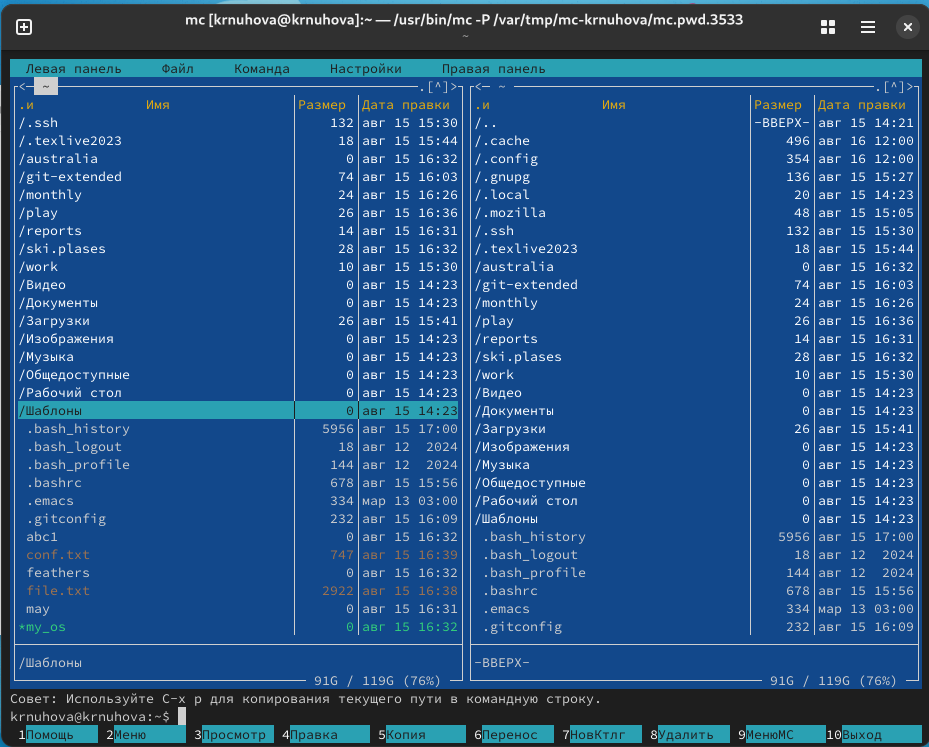 mc [krnuhova@krnuhova]:~ — /usr/bin/mc -P /var/tmp/mc-krnuhova/mc.pwd.3533
~
Левая панель Файл Команда Настройки Правая панель
<─ ~ .[^]>
.и Имя Размер Дата правки
/.ssh 132 авг 15 15:30
/.texlive2023 18 авг 15 15:44
/australia 0 авг 15 16:32
/git-extended 74 авг 15 16:03
/monthly 24 авг 15 16:26
/play 26 авг 15 16:36
/reports 14 авг 15 16:31
/ski.plases 28 авг 15 16:32
/work 10 авг 15 15:30
/Видео 0 авг 15 14:23
/Документы 0 авг 15 14:23
/Загрузки 26 авг 15 15:41
/Изображения 0 авг 15 14:23
/Музыка 0 авг 15 14:23
/Общедоступные 0 авг 15 14:23
/Рабочий стол 0 авг 15 14:23
/Шаблоны 0 авг 15 14:23
.bash_history 5956 авг 15 17:00
.bash_logout 18 авг 12 2024
.bash_profile 144 авг 12 2024
.bashrc 678 авг 15 15:56
.emacs 334 мар 13 03:00
.gitconfig 232 авг 15 16:09
abc1 0 авг 15 16:32
conf.txt 747 авг 15 16:39
feathers 0 авг 15 16:32
file.txt 2922 авг 15 16:38
may 0 авг 15 16:31
*my_os 0 авг 15 16:32
/Шаблоны
91G / 119G (76%)
<─ ~ .[^]>
.и Имя Размер Дата правки
/.. -ВВЕРХ- авг 15 14:21
/.cache 496 авг 16 12:00
/.config 354 авг 16 12:00
/.gnupg 136 авг 15 15:27
/.local 20 авг 15 14:23
/.mozilla 48 авг 15 15:05
/.ssh 132 авг 15 15:30
/.texlive2023 18 авг 15 15:44
/australia 0 авг 15 16:32
/git-extended 74 авг 15 16:03
/monthly 24 авг 15 16:26
/play 26 авг 15 16:36
/reports 14 авг 15 16:31
/ski.plases 28 авг 15 16:32
/work 10 авг 15 15:30
/Видео 0 авг 15 14:23
/Документы 0 авг 15 14:23
/Загрузки 26 авг 15 15:41
/Изображения 0 авг 15 14:23
/Музыка 0 авг 15 14:23
/Общедоступные 0 авг 15 14:23
/Рабочий стол 0 авг 15 14:23
/Шаблоны 0 авг 15 14:23
.bash_history 5956 авг 15 17:00
.bash_logout 18 авг 12 2024
.bash_profile 144 авг 12 2024
.bashrc 678 авг 15 15:56
.emacs 334 мар 13 03:00
.gitconfig 232 авг 15 16:09
-ВВЕРХ-
91G / 119G (76%)
Совет: Используйте C-x p для копирования текущего пути в командную строку.
krnuhova@krnuhova:~$
1Помощь 2Меню 3Просмотр 4Правка 5Копия 6Перенос 7НовКтлг 8Удалить 9МенюМС 10Выход